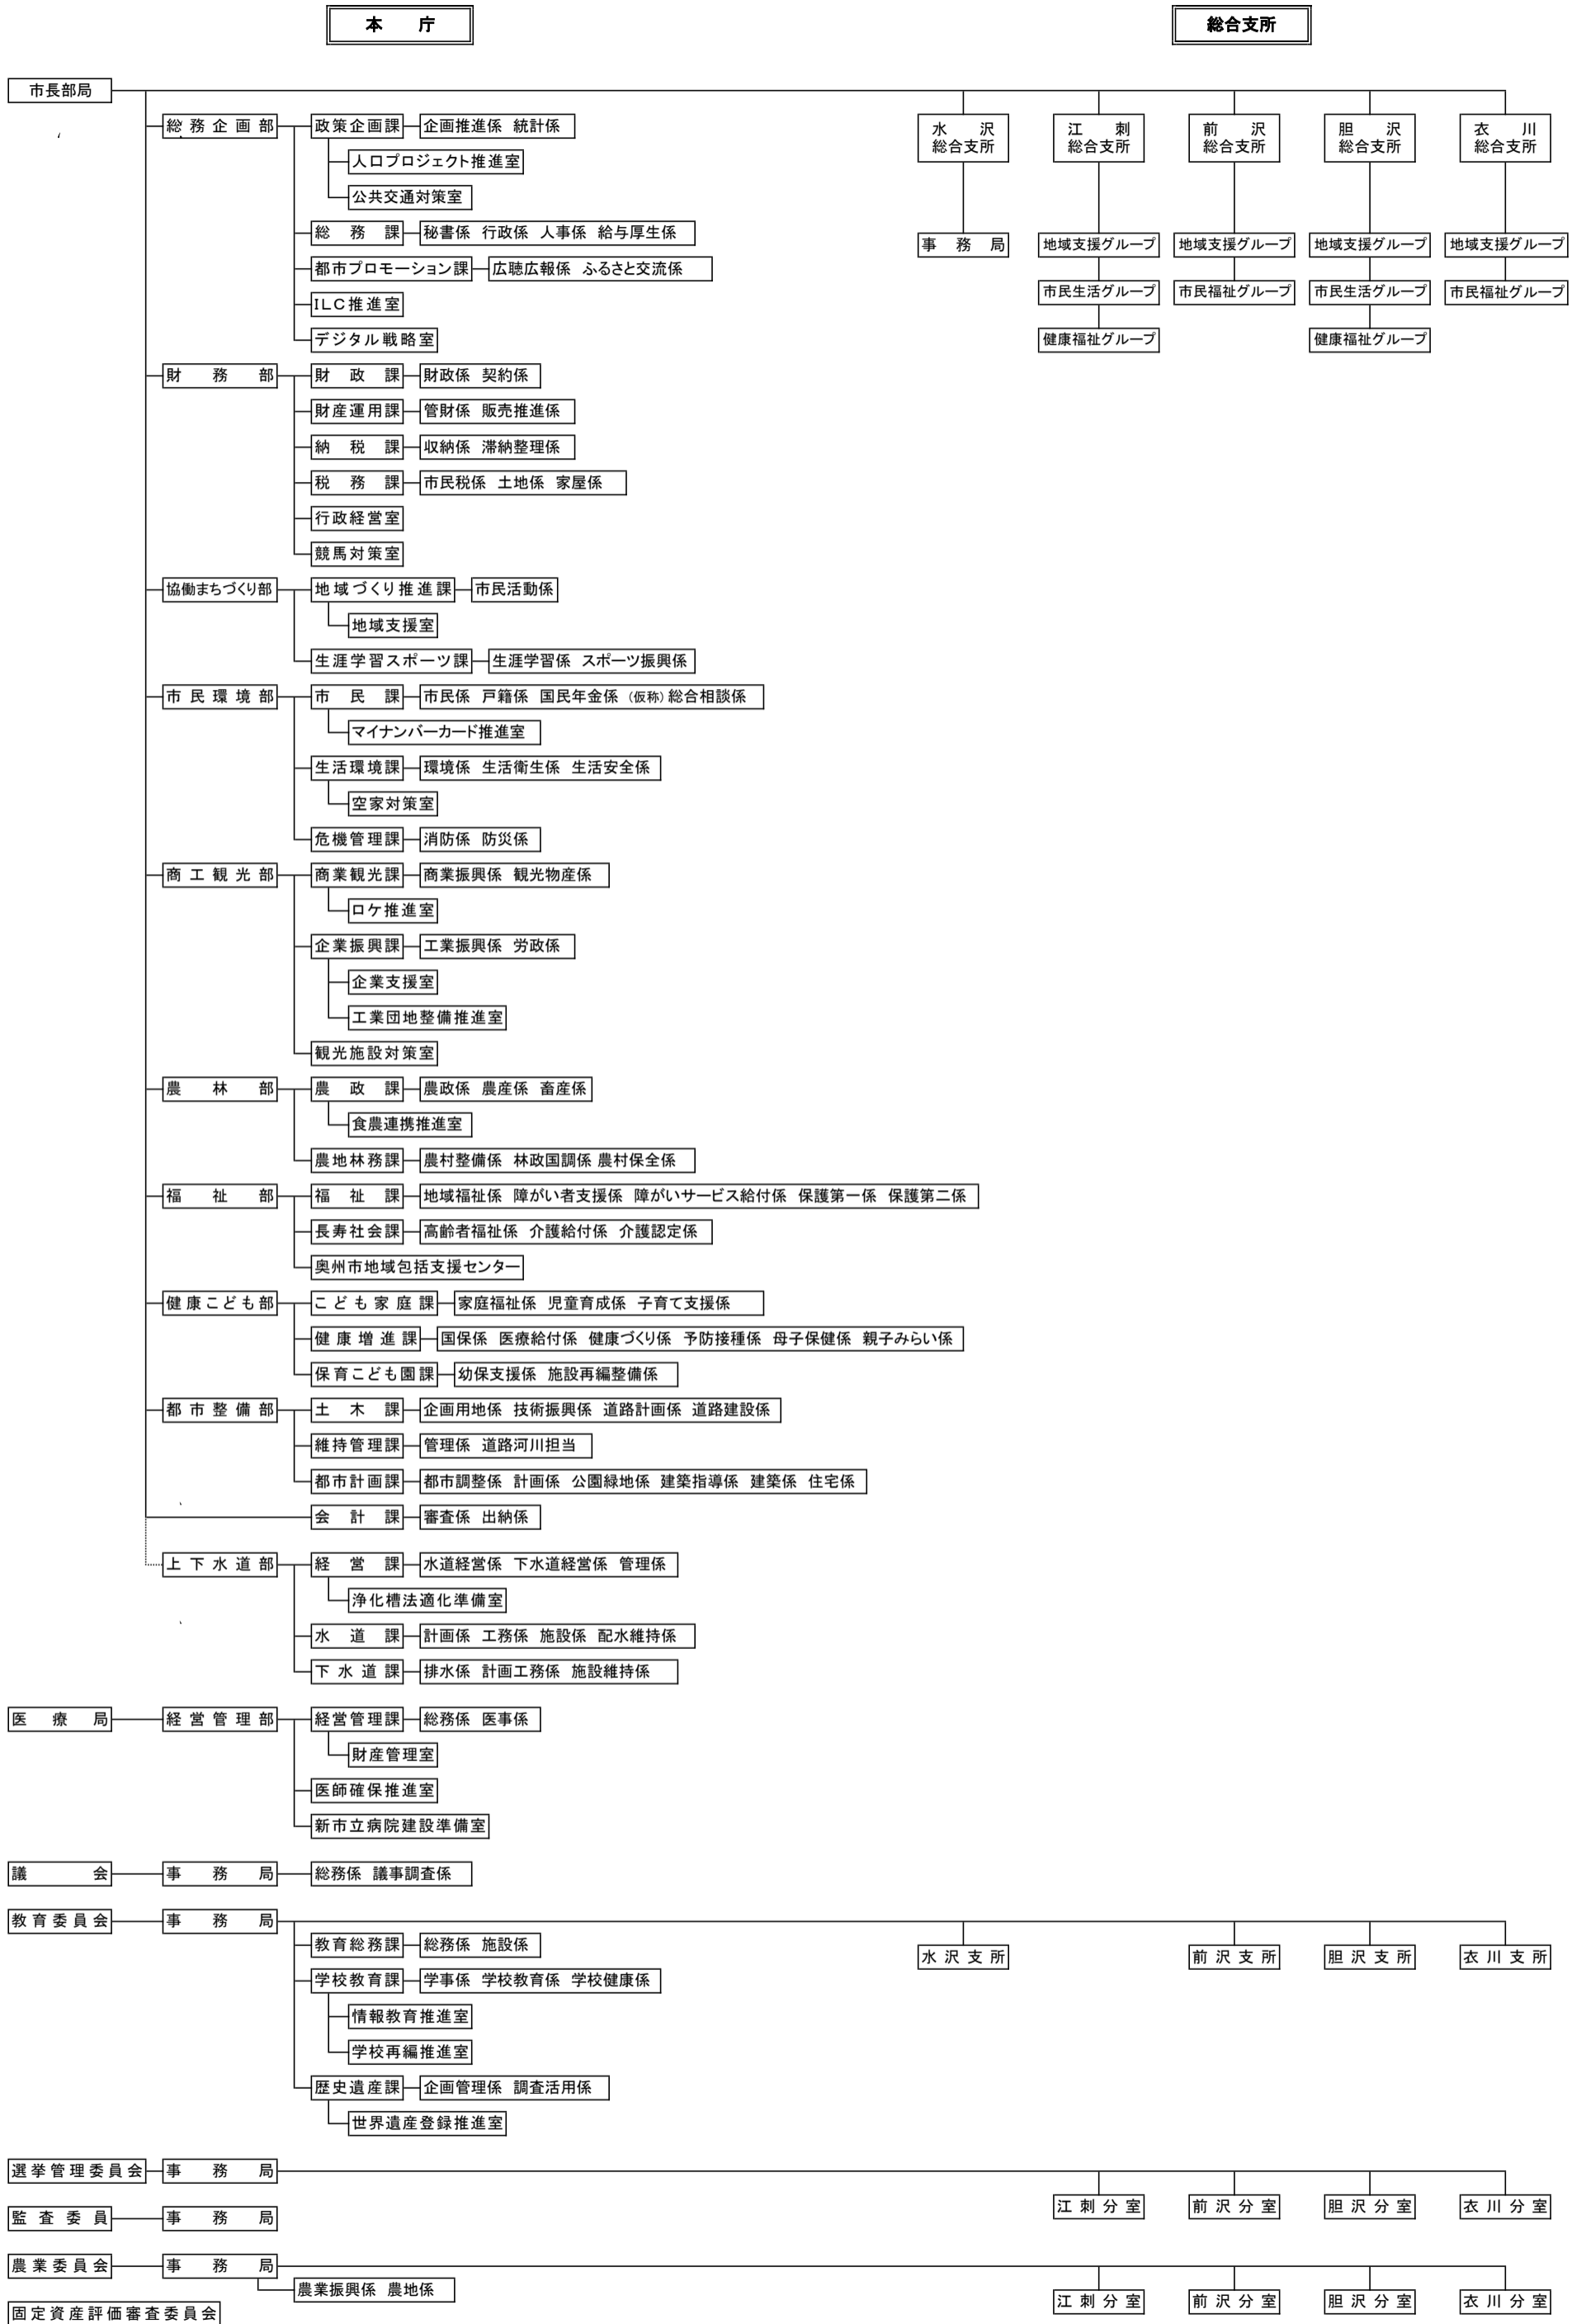 本　庁　総合支所
市長部局
総務企画部　政策企画課　企画推進係　統計係　水沢総合支所　江刺総合支所　前沢総合支所　胆沢総合支所　衣川総合支所
人口プロジェクト推進室
公共交通対策室
総務課　秘書係　行政係　人事係　給与厚生係　事務局　地域支援グループ　地域支援グループ　地域支援グループ　地域支援グループ
都市プロモーション課　広聴広報係　ふるさと交流係
市民生活グループ　市民福祉グループ　市民生活グループ　市民福祉グループ
ILC推進室
デジタル戦略室　健康福祉グループ　健康福祉グループ
財務部　財政課　財政係　契約係
財産運用課　管財係　販売推進係
納税課　収納係　滞納整理係
税務課　市民税係　土地係　家屋係
行政経営室
競馬対策室
協働まちづくり部　地域づくり推進課　市民活動係
地域支援室
生涯学習スポーツ課　生涯学習係　スポーツ振興係
市民環境部　市民課　市民係　戸籍係　国民年金係（仮称）総合相談係
マイナンバーカード推進室
生活環境課　環境係　生活衛生係　生活安全係
空家対策室
危機管理課　消防係　防災係
商工観光部　商業観光課　商業振興係　観光物産係
ロケ推進室
企業振興課　工業振興係　労政係
企業支援室
工業団地整備推進室
観光施設対策室
農林部　農政課　農政係　農産係　畜産係
食農連携推進室
農地林務課　農村整備係　林政国調係 農村保全係
福祉部　福祉課　地域福祉係　障がい者支援係　障がいサービス給付係　保護第一係　保護第二係
長寿社会課　高齢者福祉係　介護給付係　介護認定係
奥州市地域包括支援センター
健康こども部　こども家庭課　家庭福祉係　児童育成係　子育て支援係
健康増進課　国保係　医療給付係　健康づくり係　予防接種係　母子保健係　親子みらい係
保育こども園課　幼保支援係　施設再編整備係
都市整備部　土木課　企画用地係　技術振興係　道路計画係　道路建設係
維持管理課　管理係　道路河川担当
都市計画課　都市調整係　計画係　公園緑地係　建築指導係　建築係　住宅係
会計課　審査係　出納係
上下水道部　経営課　水道経営係　下水道経営係　管理係
浄化槽法適化準備室
水道課　計画係　工務係　施設係　配水維持係
下水道課　排水係　計画工務係　施設維持係
医療局　経営管理部　経営管理課　総務係　医事係
財産管理室
医師確保推進室
新市立病院建設準備室
議会　事務局　総務係　議事調査係
教育委員会　事務局
教育総務課　総務係　施設係　水沢支所　前沢支所　胆沢支所　衣川支所
学校教育課　学事係　学校教育係　学校健康係
情報教育推進室
学校再編推進室
歴史遺産課　企画管理係　調査活用係
世界遺産登録推進室
選挙管理委員会　事務局
江刺分室　前沢分室　胆沢分室　衣川分室
監査委員　事務局
農業委員会　事務局
農業振興係　農地係　江刺分室　前沢分室　胆沢分室　衣川分室
固定資産評価審査委員会